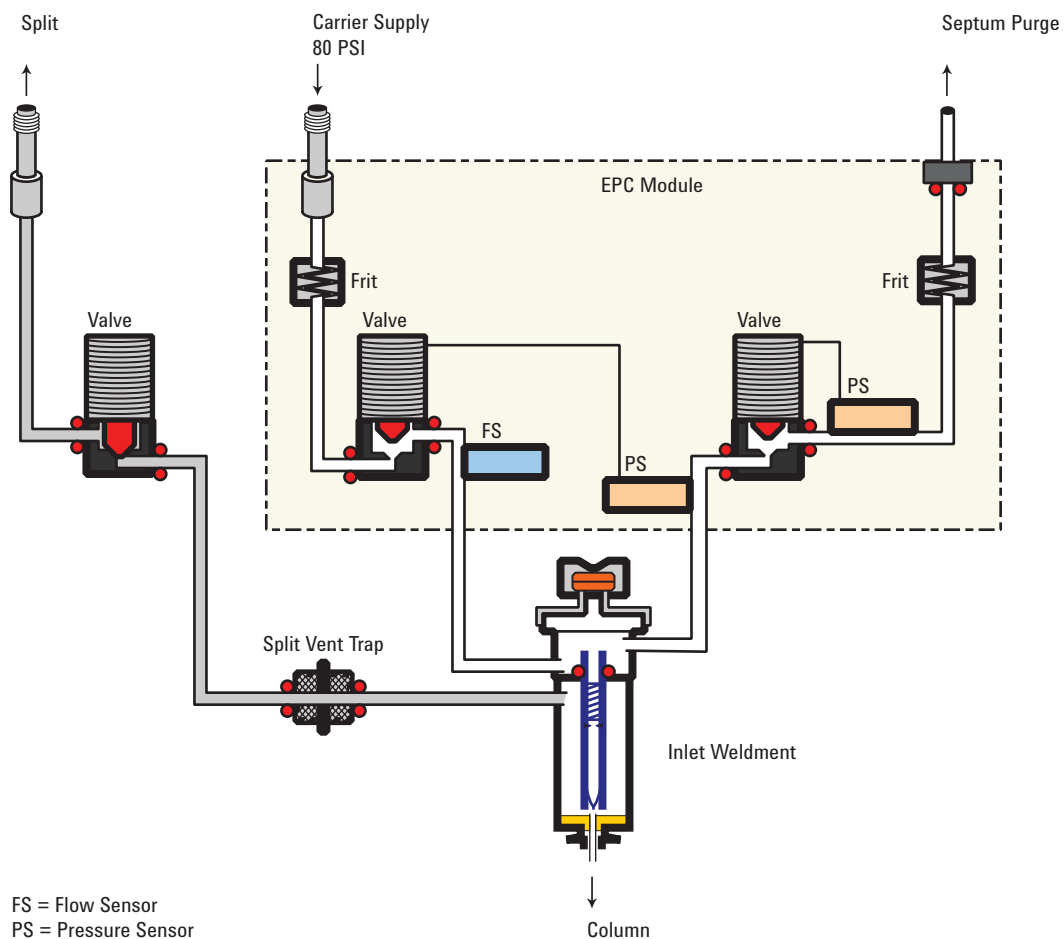 Split
Carrier Supply
80 PSI
Septum Purge
EPC Module
Frit
Frit
Valve
Valve
Valve
PS
FS
PS
Split Vent Trap
Inlet Weldment
FS = Flow Sensor
PS = Pressure Sensor
Column